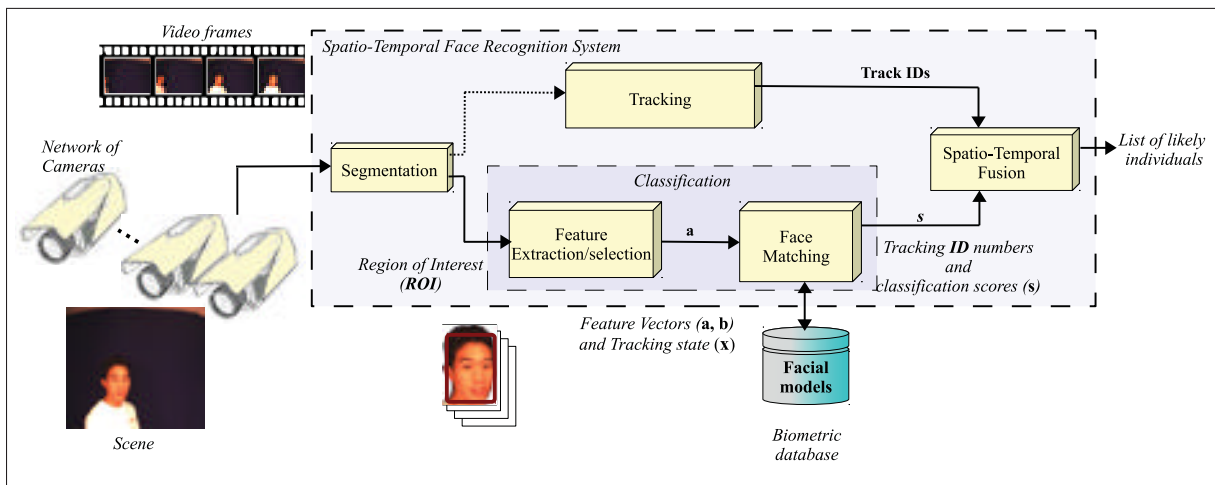 Video frames
Spatio-Temporal Face Recognition System
Track IDs
Tracking
Network of
Cameras
List of likely
individuals
Segmentation
Spatio-Temporal
Fusion
Classification
Feature
Extraction/selection
a
Face
Matching
s
Region of Interest
(ROI)
Tracking ID numbers
and
classification scores (s)
Feature Vectors (a, b)
and Tracking state (x)
Facial
models
Scene
Biometric
database